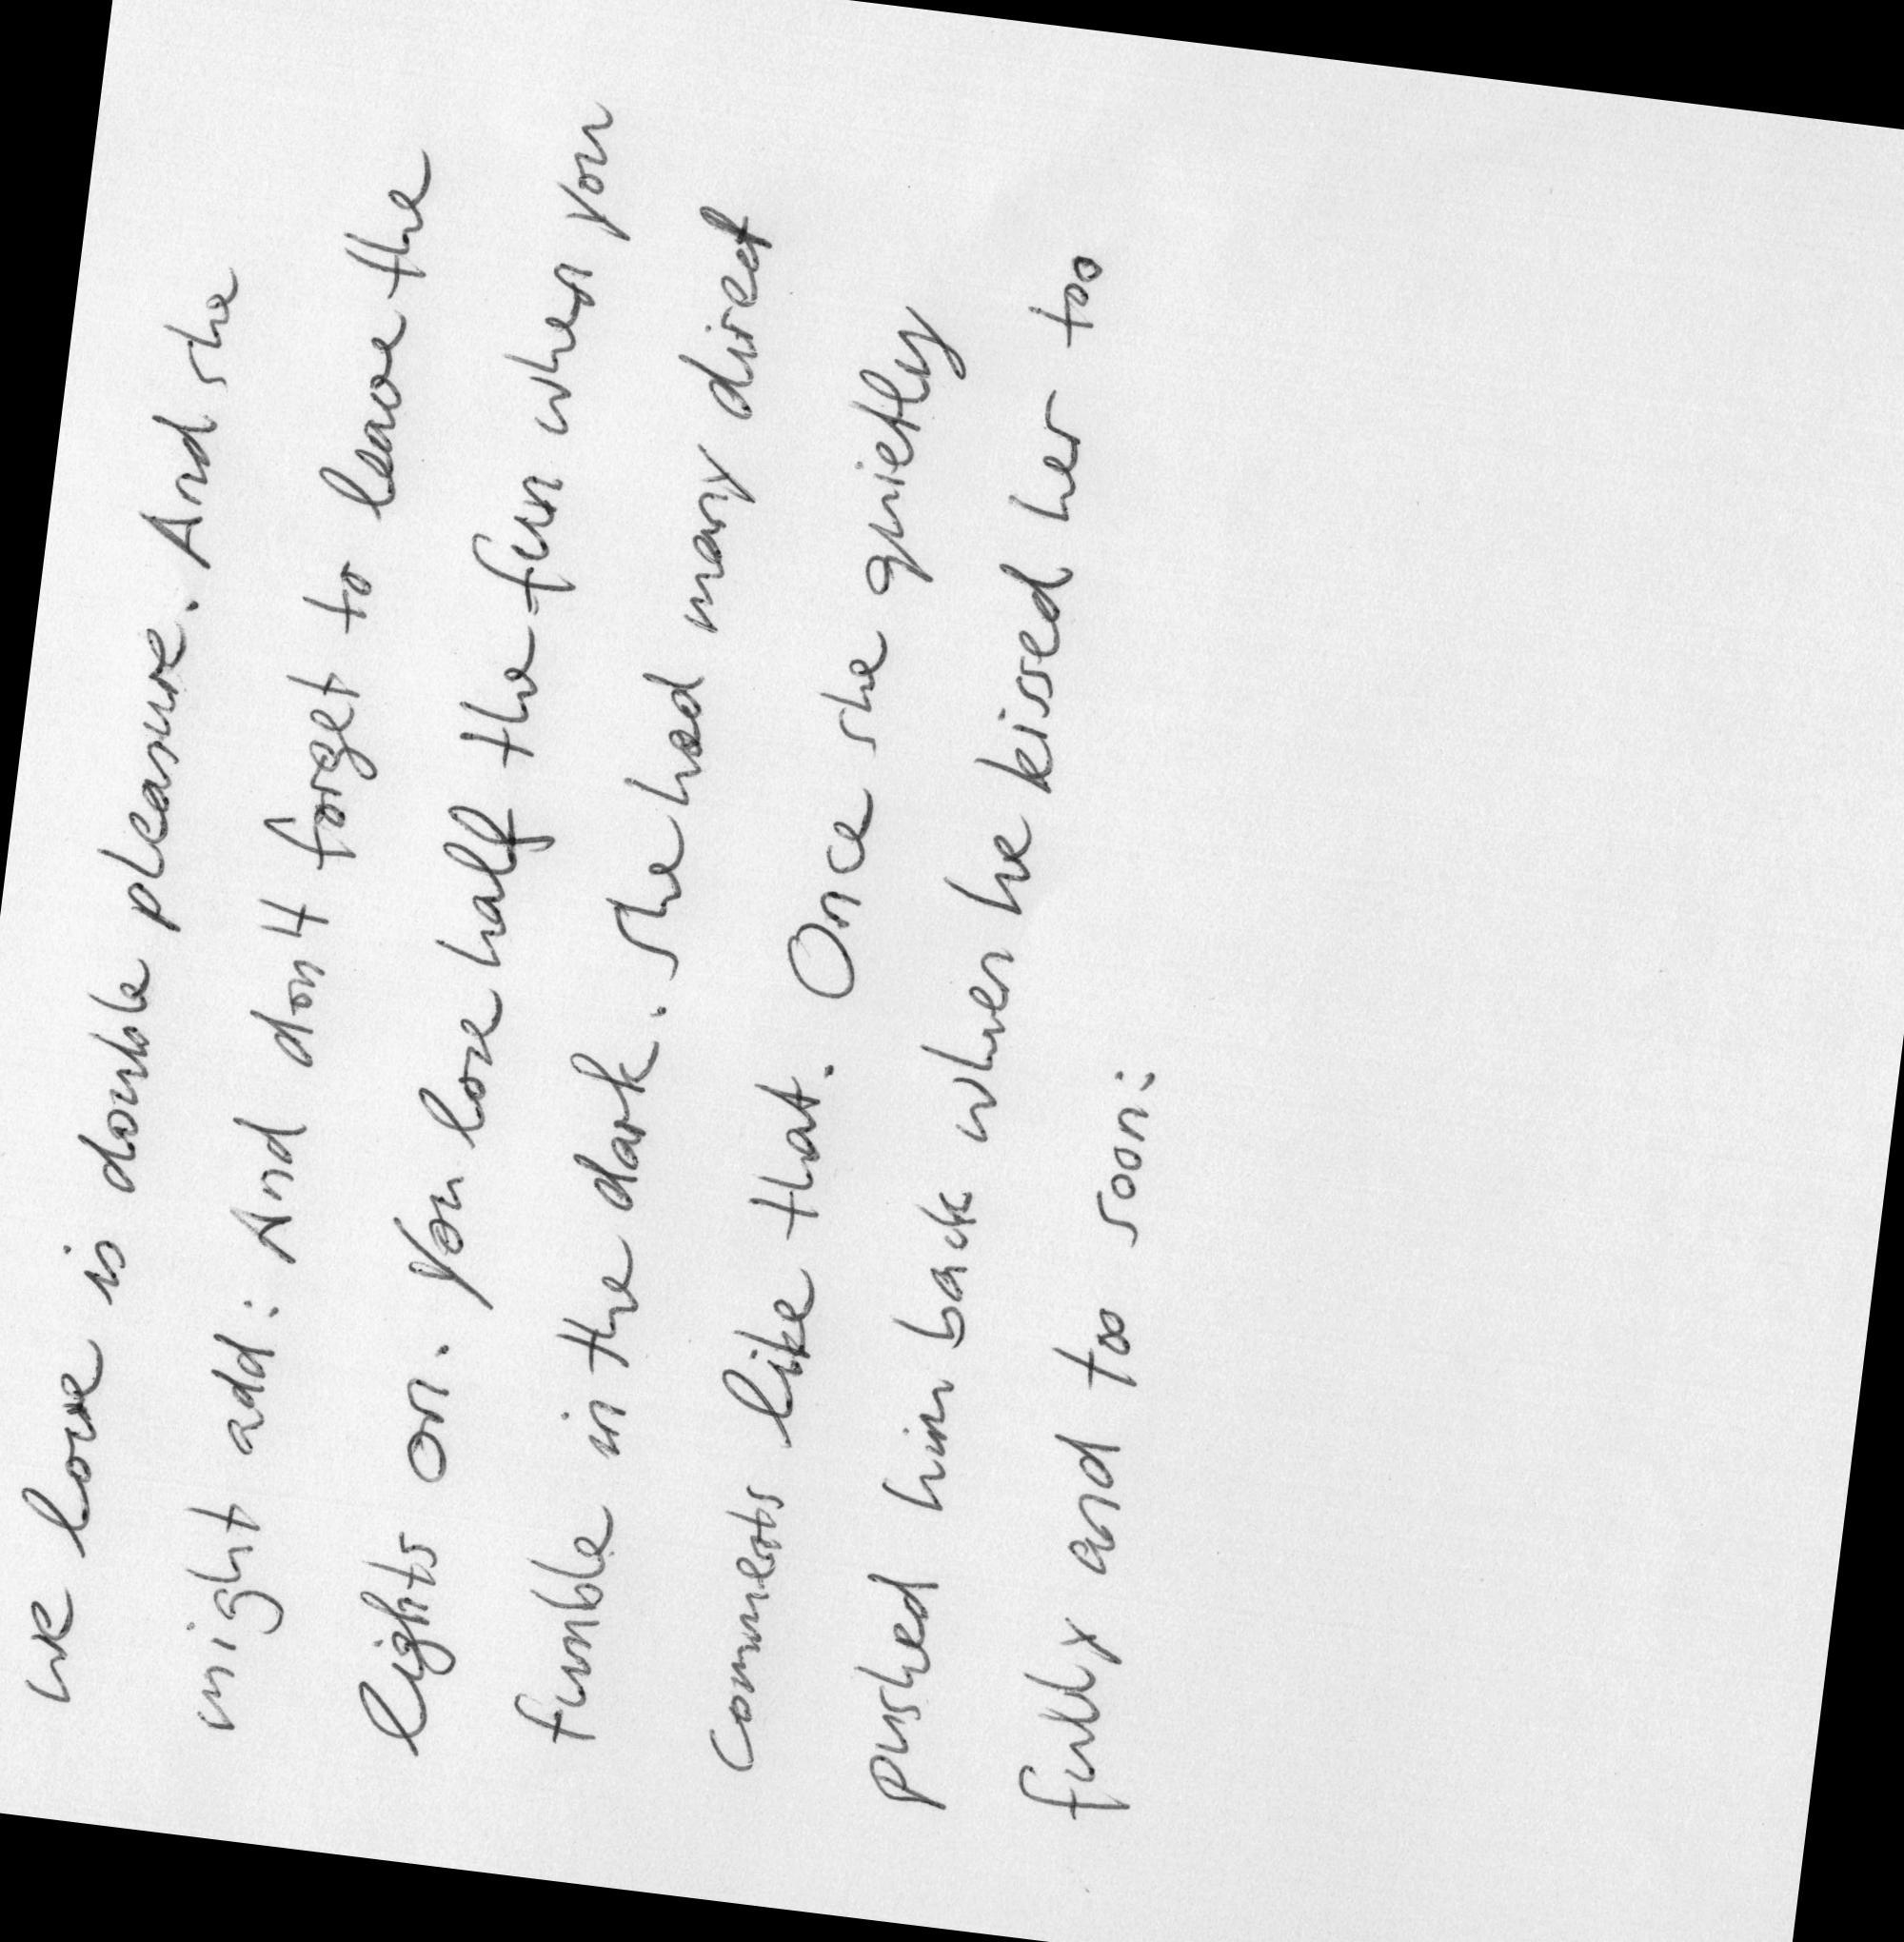 we love is double pleasure. And she
might add: And don't forget to leave the
lights on. You lose half the fun when you
fumble in the dark. She had many direct
comments like that. Once she quietly
pushed him back when he kissed her too
fully and too soon: